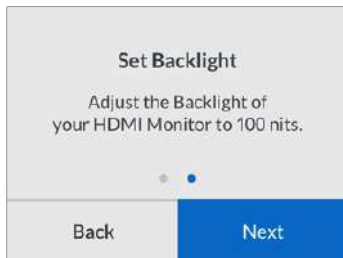 Set Backlight
Adjust the Backlight of
your HDMI Monitor to 100 nits.
Back
Next